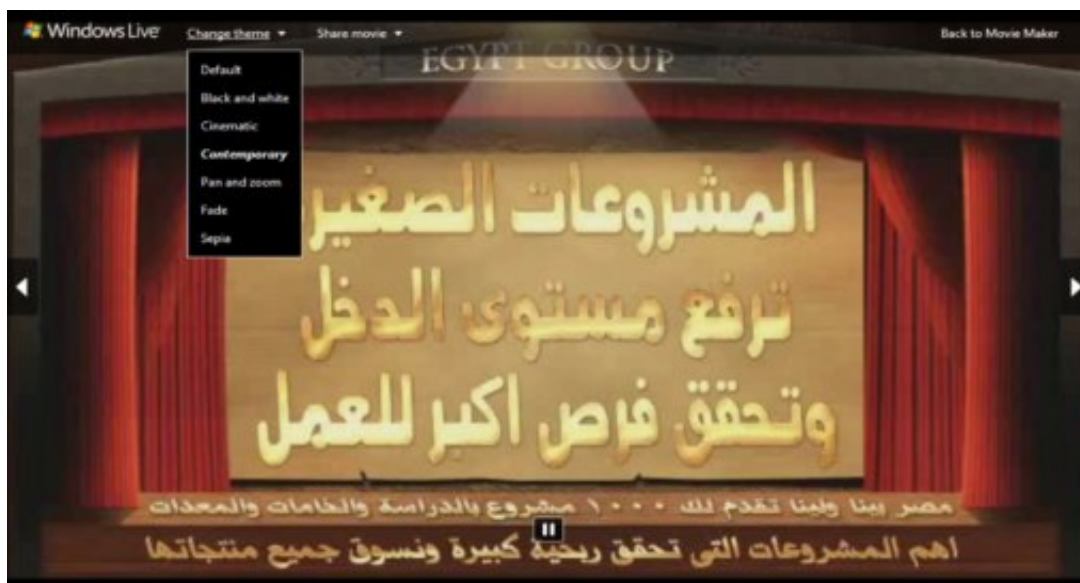 Windows Live Change theme Share movie Back to Movie Maker
EGYPT GROUP
Default
Black and white
Cinematic
Contemporary
Pan and zoom
Fade
Sepia
المشروعات الصغير
ترفع مستوى الدخل
وتحقق فرص اكبر للعمل
مصر بينا ولينا تقدم لك ١٠٠٠ مشروع بالدراسة والخامات والمعدات
اهم المشروعات التى تحقق ربحية كبيرة ونسوق جميع منتجاتها